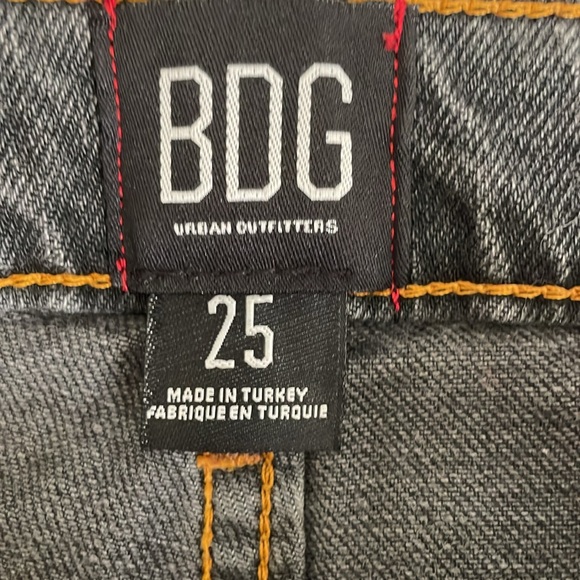 BDG
URBAN OUTFITTERS
25
MADE IN TURKEY
FABRIQUE EN TURQUIE